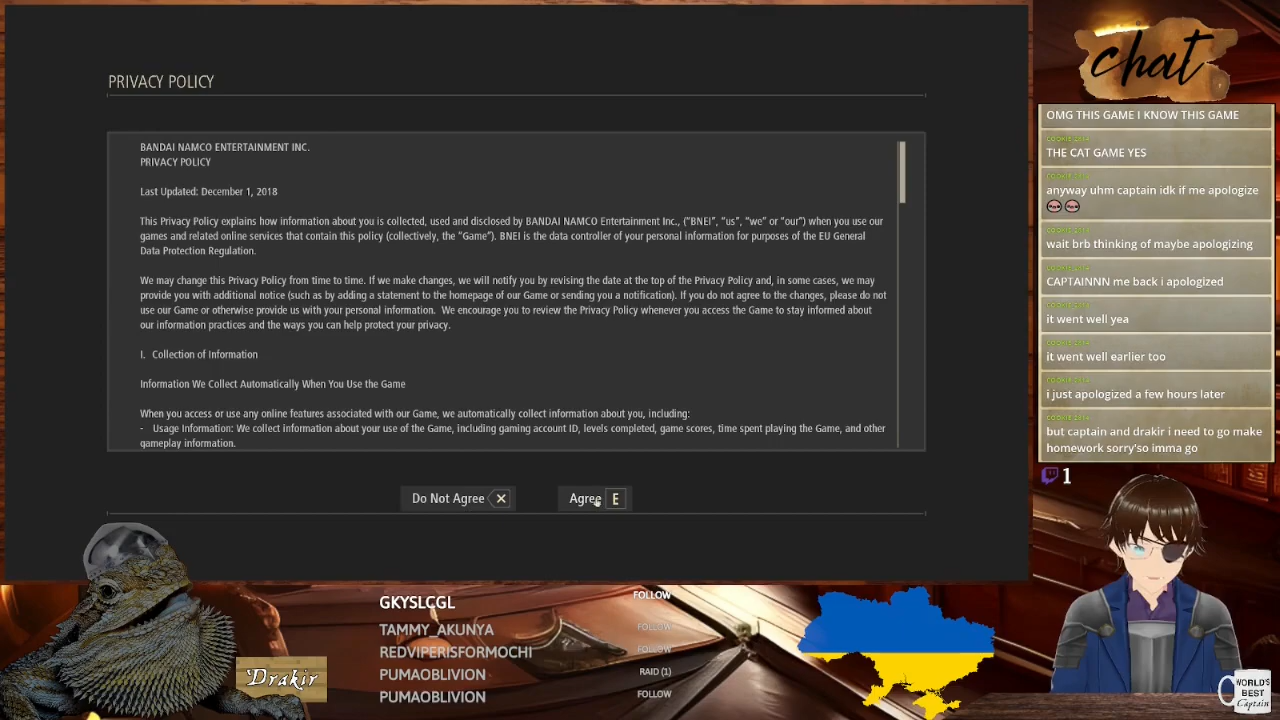 PRIVACY POLICY
BANDAI NAMCO ENTERTAINMENT INC.
PRIVACY POLICY
Last Updated: December 1, 2018
This Privacy Policy explains how information about you is collected, used and disclosed by BANDAI NAMCO Entertainment Inc., ("BNEI", "us", "we" or "our") when you use our
games and related online services that contain this policy (collectively, the "Game"). BNEI is the data controller of your personal information for purposes of the EU General
Data Protection Regulation.
We may change this Privacy Policy from time to time. If we make changes, we will notify you by revising the date at the top of the Privacy Policy and, in some cases, we may
provide you with additional notice (such as by adding a statement to the homepage of our Game or sending you a notification). If you do not agree to the changes, please do not
use our Game or otherwise provide us with your personal information. We encourage you to review the Privacy Policy whenever you access the Game to stay informed about
our information practices and the ways you can help protect your privacy.
I. Collection of Information
Information We Collect Automatically When You Use the Game
When you access or use any online features associated with our Game, we automatically collect information about you, including:
- Usage Information: We collect information about your use of the Game, including gaming account ID, levels completed, game scores, time spent playing the Game, and other
gameplay information.
Do Not Agree
Agree E
chat
OMG THIS GAME I KNOW THIS GAME
THE CAT GAME YES
anyway uhm captain idk if me apologize
wait brb thinking of maybe apologizing
CAPTAINNN me back i apologized
it went well yea
it went well earlier too
i just apologized a few hours later
but captain and drakir i need to go make
homework sorry'so imma go
1
Drakir
GKYSLCGL FOLLOW
TAMMY_AKUNYA FOLLOW
REDVIPERISFORMOCHI FOLLOW
PUMAOBLIVION RAID (1)
PUMAOBLIVION FOLLOW
WORLD'S
BEST
Captain